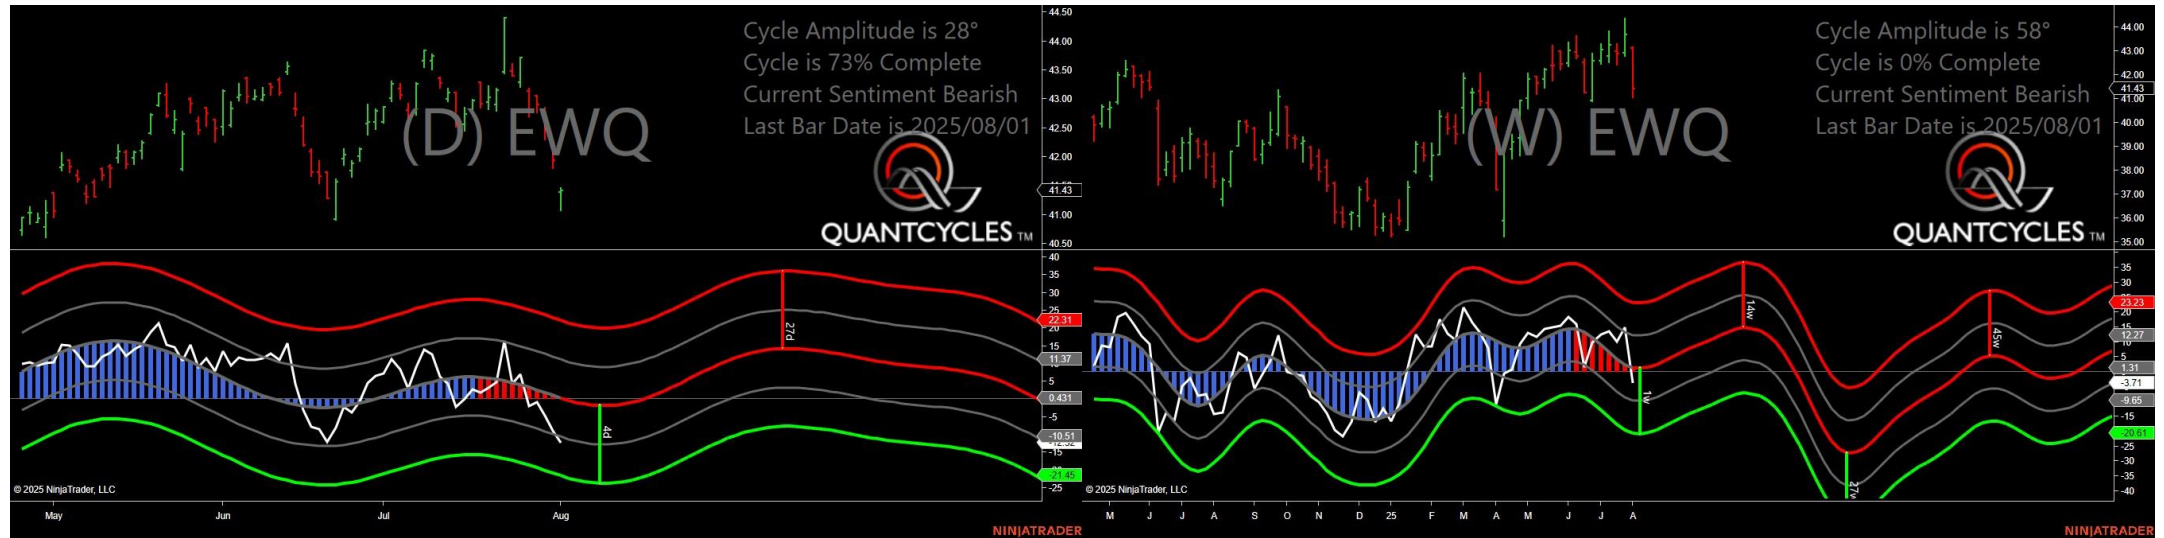 Cycle Amplitude is 28°
Cycle is 73% Complete
Current Sentiment Bearish
Last Bar Date is 2025/08/01
(D) EWQ
QUANTCYCLES TM
44.50
44.00
43.50
43.00
42.50
42.00
41.43
41.00
40.50
40
35
30
25
22.31
20
15
11.37
5
0.431
-5
-10.51
-15
-21.45
-25
27d
4d
© 2025 NinjaTrader, LLC
May Jun Jul Aug
NINJATRADER
Cycle Amplitude is 58°
Cycle is 0% Complete
Current Sentiment Bearish
Last Bar Date is 2025/08/01
(W) EWQ
QUANTCYCLES TM
44.00
43.00
42.00
41.43
41.00
40.00
39.00
38.00
37.00
36.00
35.00
35
30
23.23
20
15
12.27
5
1.31
-3.71
-9.65
-15
-20.61
-25
-30
-35
-40
14w
45w
1w
© 2025 NinjaTrader, LLC
M J J A S O N D 25 F M A M J J A
NINJATRADER